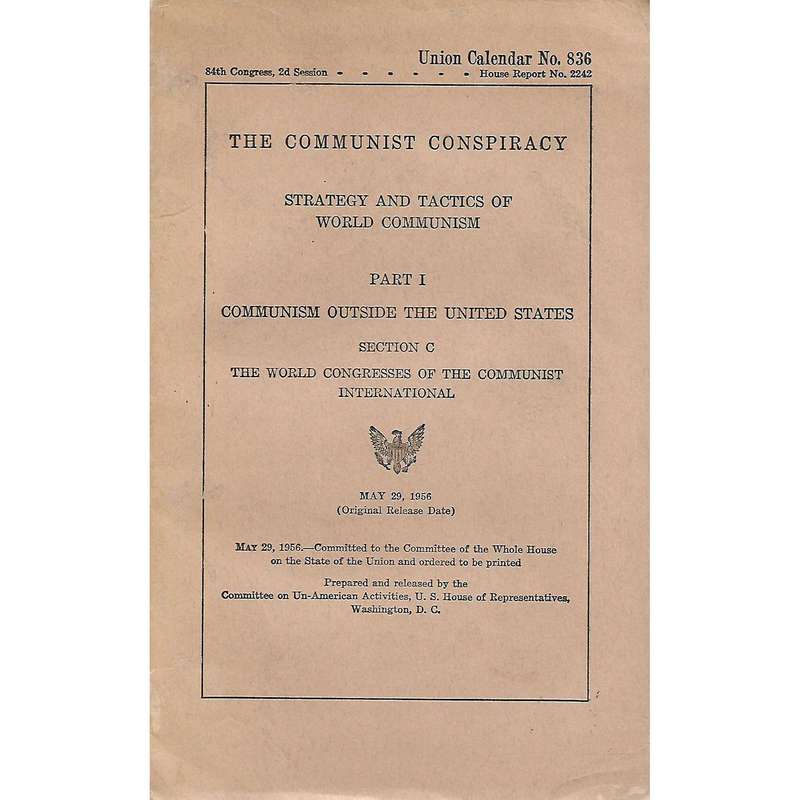 Union Calendar No. 836
84th Congress, 2d Session - - - - - - House Report No. 2242
THE COMMUNIST CONSPIRACY
STRATEGY AND TACTICS OF
WORLD COMMUNISM
PART I
COMMUNISM OUTSIDE THE UNITED STATES
SECTION C
THE WORLD CONGRESSES OF THE COMMUNIST
INTERNATIONAL
MAY 29, 1956
(Original Release Date)
MAY 29, 1956.—Committed to the Committee of the Whole House
on the State of the Union and ordered to be printed
Prepared and released by the
Committee on Un-American Activities, U. S. House of Representatives,
Washington, D. C.